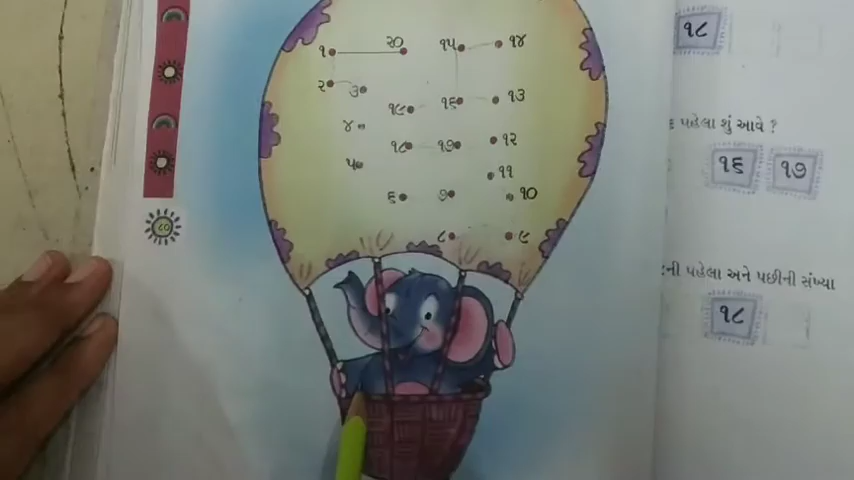 ૧ ૨૦ ૧૫ ૧૪
૨ ૩
૧૯ ૧૬ ૧૩
૪
૧૮ ૧૭ ૧૨
૫ ૧૧
૬ ૭ ૧૦
૮ ૯
૮૦
૧૮
પહેલા શું આવે ?
૧૬ ૧૭
ની પહેલા અને પછીની સંખ્યા
૧૮